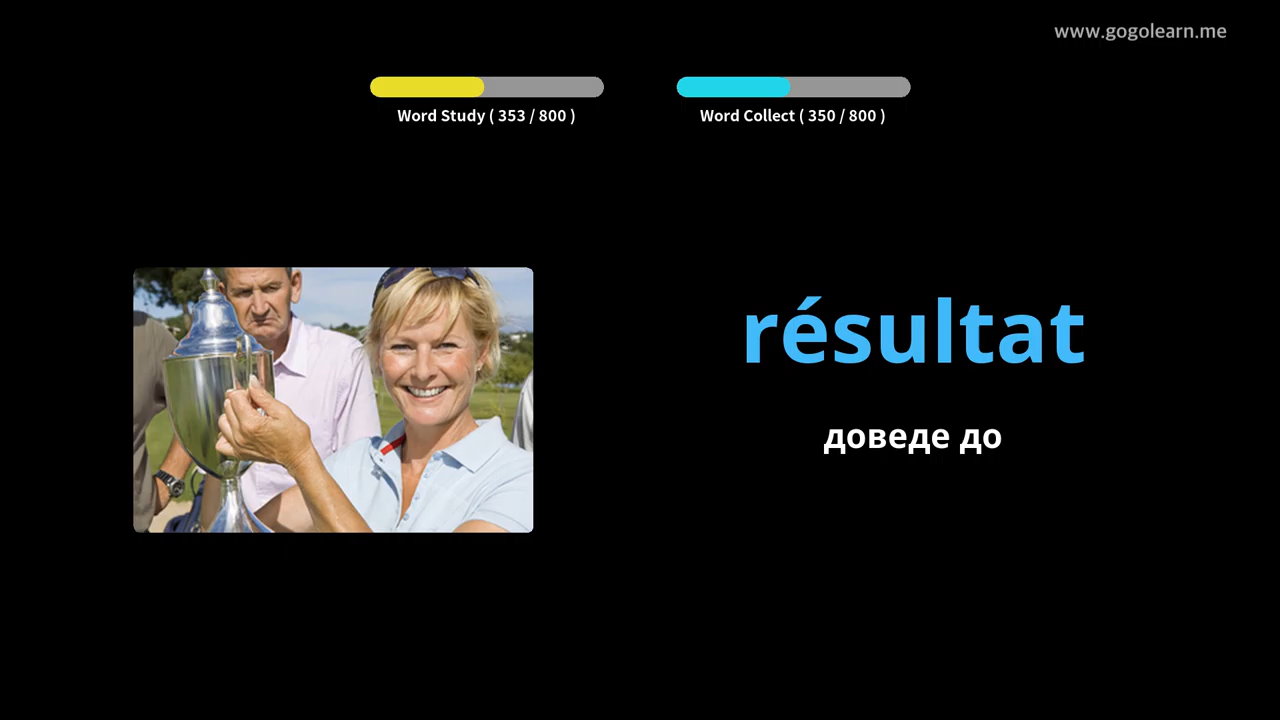 www.gogolearn.me
Word Study ( 353 / 800 )
Word Collect ( 350 / 800 )
résultat
доведе до